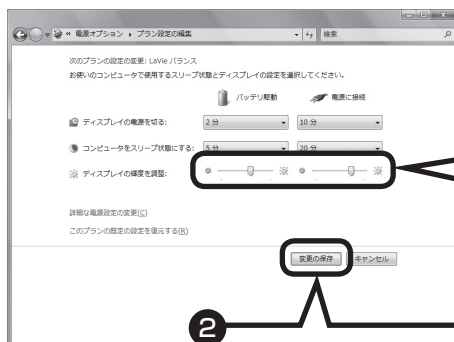 « 電源オプション ▸ プラン設定の編集
検索
次のプランの設定の変更: LaVie バランス
お使いのコンピュータで使用するスリープ状態とディスプレイの設定を選択してください。
バッテリ駆動 電源に接続
ディスプレイの電源を切る: 2 分 10 分
コンピュータをスリープ状態にする: 5 分 20 分
ディスプレイの輝度を調整:
詳細な電源設定の変更(C)
このプランの既定の設定を復元する(R)
変更の保存 キャンセル
2